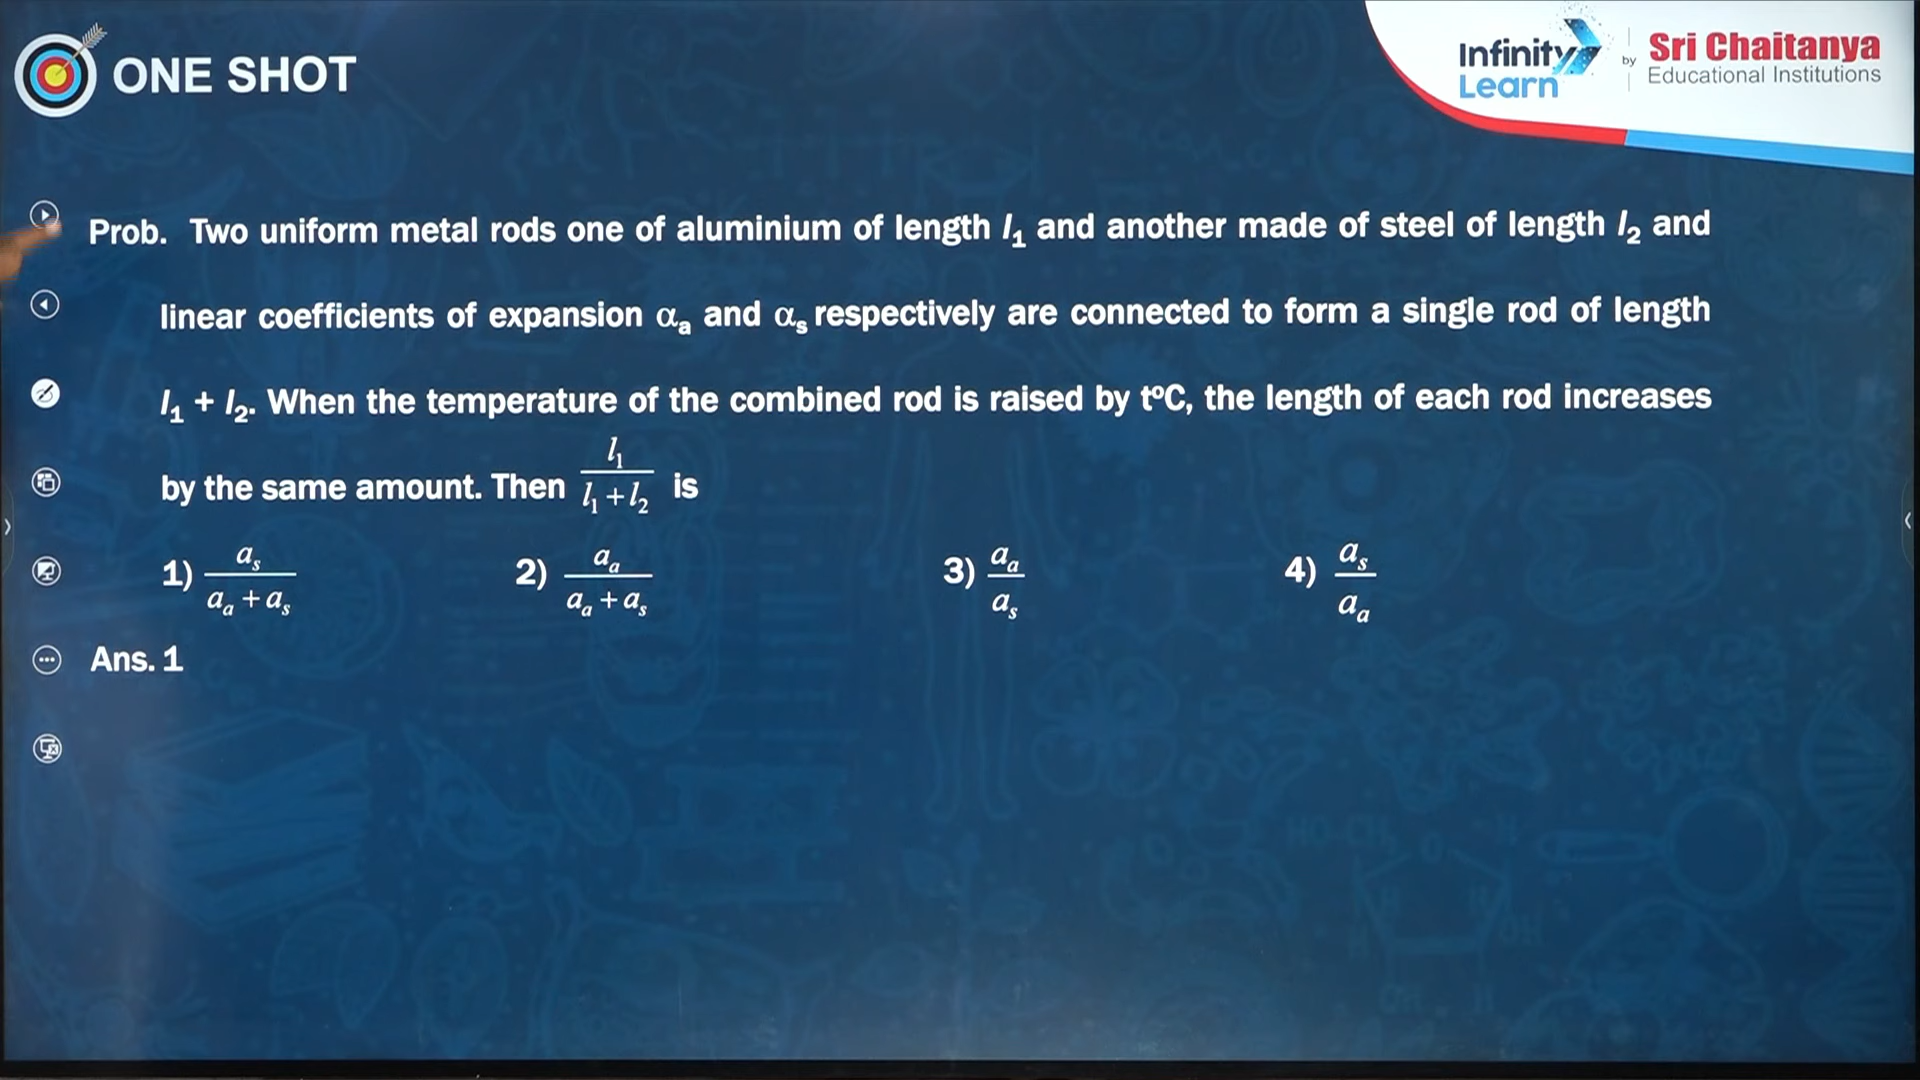 ONE SHOT
Infinity
Learn
by
Sri Chaitanya
Educational Institutions
Prob. Two uniform metal rods one of aluminium of length l₁ and another made of steel of length l₂ and
linear coefficients of expansion αₐ and αₛ respectively are connected to form a single rod of length
l₁ + l₂. When the temperature of the combined rod is raised by tºC, the length of each rod increases
by the same amount. Then l₁/(l₁ + l₂) is
1) aₛ/(aₐ + aₛ) 2) aₐ/(aₐ + aₛ) 3) aₐ/aₛ 4) aₛ/aₐ
Ans. 1